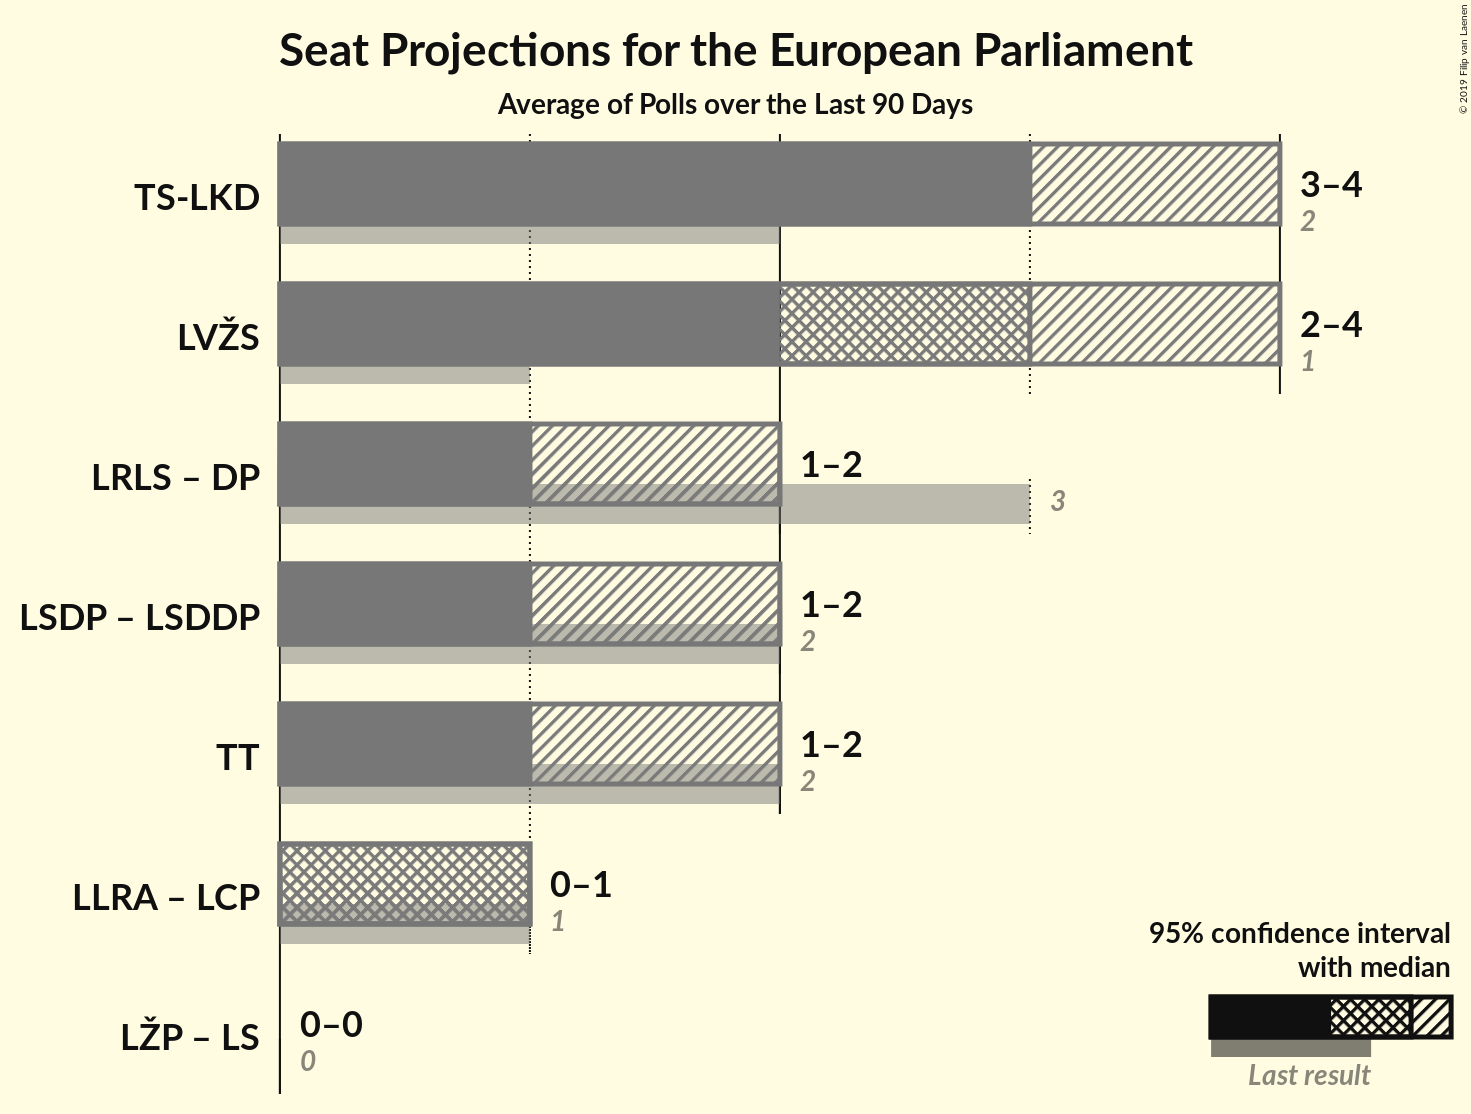 Seat Projections for the European Parliament
Average of Polls over the Last 90 Days
© 2019 Filip van Laenen
TS-LKD
3–4
2
LVŽS
2–4
1
LRLS – DP
1–2
3
LSDP – LSDDP
1–2
2
TT
1–2
2
LLRA – LCP
0–1
1
LŽP – LS
0–0
0
95% confidence interval
with median
Last result